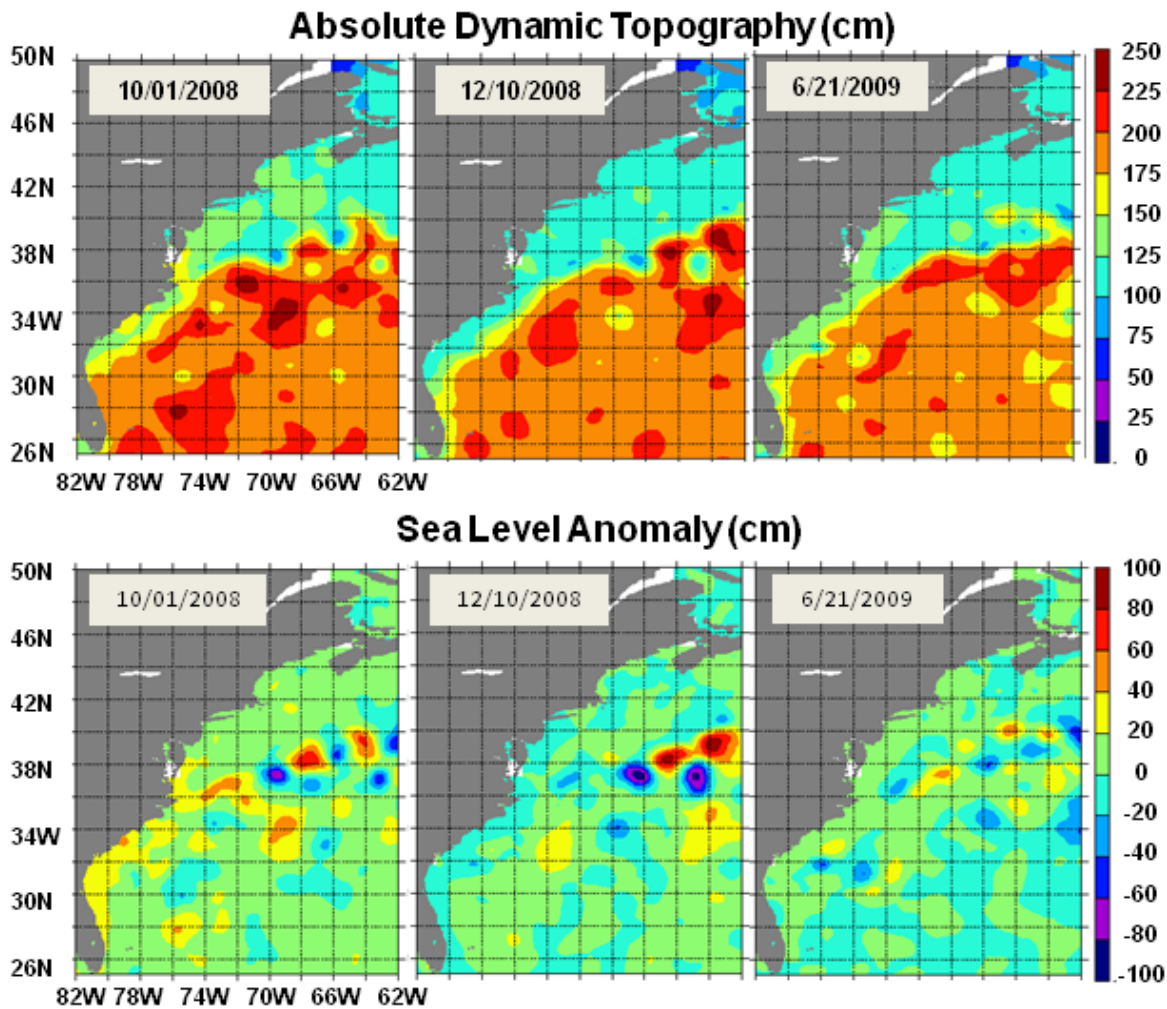 Absolute Dynamic Topography (cm)
50N
10/01/2008
12/10/2008
6/21/2009
250
225
46N
200
175
42N
150
38N
125
100
34W
75
30N
50
25
26N
0
82W 78W 74W 70W 66W 62W
Sea Level Anomaly (cm)
50N
10/01/2008
12/10/2008
6/21/2009
100
80
46N
60
40
42N
20
38N
0
-20
34W
-40
30N
-60
-80
26N
-100
82W 78W 74W 70W 66W 62W